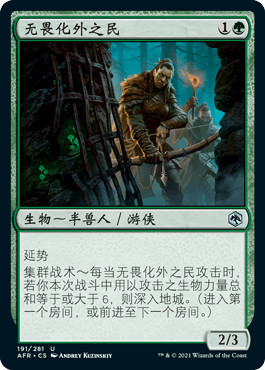 无畏化外之民 1
生物～半兽人／游侠
延势
集群战术～每当无畏化外之民攻击时，
若你本次战斗中用以攻击之生物力量总
和等于或大于 6，则深入地城。（进入第
一个房间，或前进至下一个房间。）
2/3
191/281 U
AFR • CS ANDREY KUZINSKIY
™ & © 2021 Wizards of the Coast